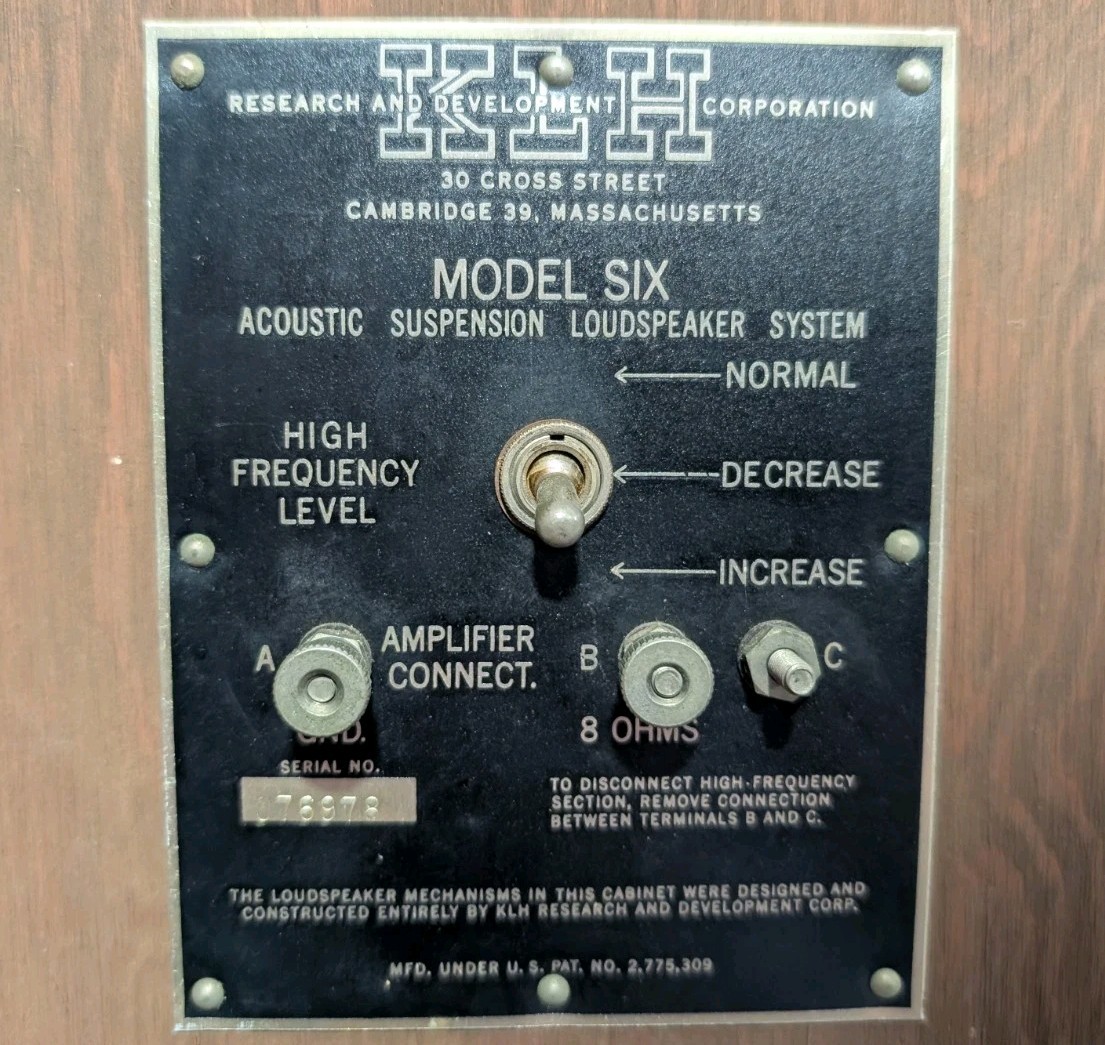 KLH
RESEARCH AND DEVELOPMENT CORPORATION
30 CROSS STREET
CAMBRIDGE 39, MASSACHUSETTS
MODEL SIX
ACOUSTIC SUSPENSION LOUDSPEAKER SYSTEM
NORMAL
HIGH
FREQUENCY
LEVEL
DECREASE
INCREASE
A AMPLIFIER CONNECT. B C
GND. 8 OHMS
SERIAL NO.
TO DISCONNECT HIGH-FREQUENCY
SECTION, REMOVE CONNECTION
BETWEEN TERMINALS B AND C.
THE LOUDSPEAKER MECHANISMS IN THIS CABINET WERE DESIGNED AND
CONSTRUCTED ENTIRELY BY KLH RESEARCH AND DEVELOPMENT CORP.
MFD. UNDER U. S. PAT. NO. 2,775,309